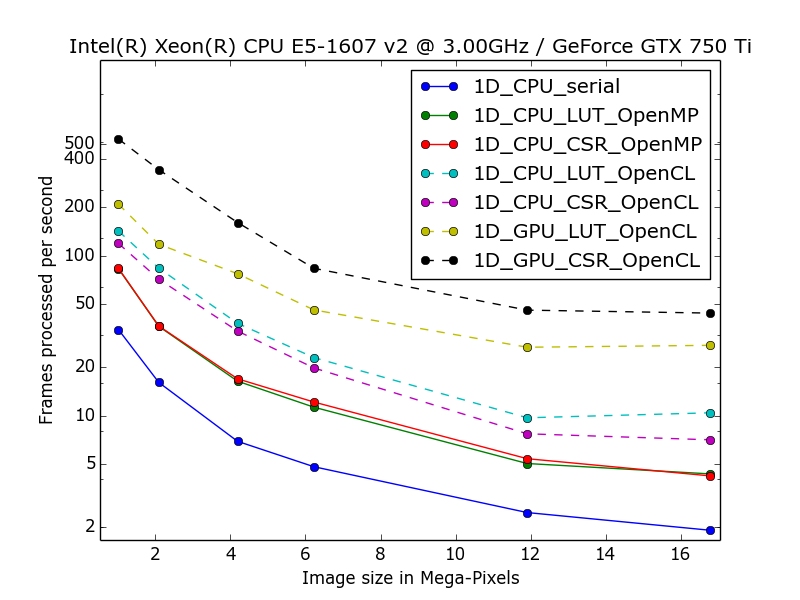 Intel(R) Xeon(R) CPU E5-1607 v2 @ 3.00GHz / GeForce GTX 750 Ti
1D_CPU_serial
1D_CPU_LUT_OpenMP
1D_CPU_CSR_OpenMP
1D_CPU_LUT_OpenCL
1D_CPU_CSR_OpenCL
1D_GPU_LUT_OpenCL
1D_GPU_CSR_OpenCL
Frames processed per second
500
400
200
100
50
20
10
5
2
2 4 6 8 10 12 14 16
Image size in Mega-Pixels